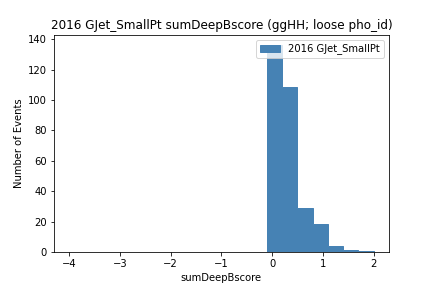 2016 GJet_SmallPt sumDeepBscore (ggHH; loose pho_id)
2016 GJet_SmallPt
Number of Events
140
120
100
80
60
40
20
0
−4 −3 −2 −1 0 1 2
sumDeepBscore